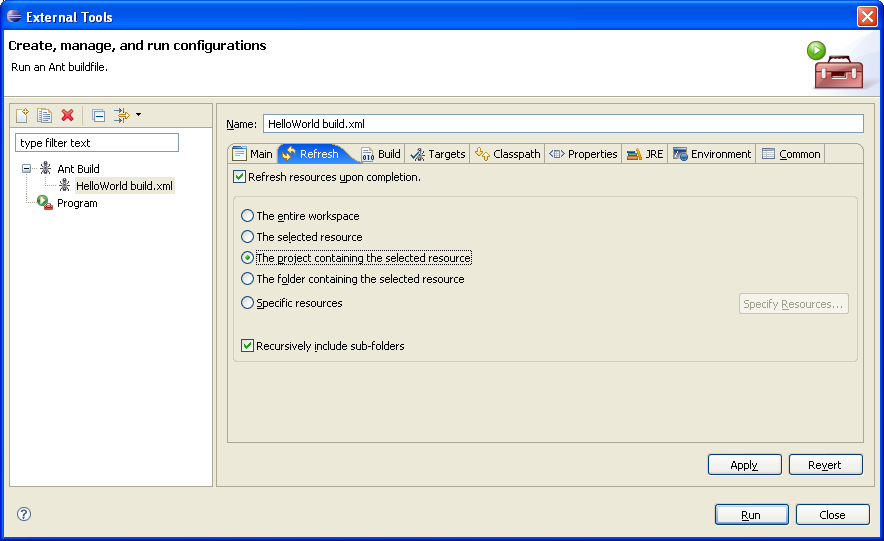 External Tools
Create, manage, and run configurations
Run an Ant buildfile.
type filter text
Ant Build
HelloWorld build.xml
Program
Name: HelloWorld build.xml
Main Refresh Build Targets Classpath Properties JRE Environment Common
Refresh resources upon completion.
The entire workspace
The selected resource
The project containing the selected resource
The folder containing the selected resource
Specific resources Specify Resources...
Recursively include sub-folders
Apply Revert
? Run Close